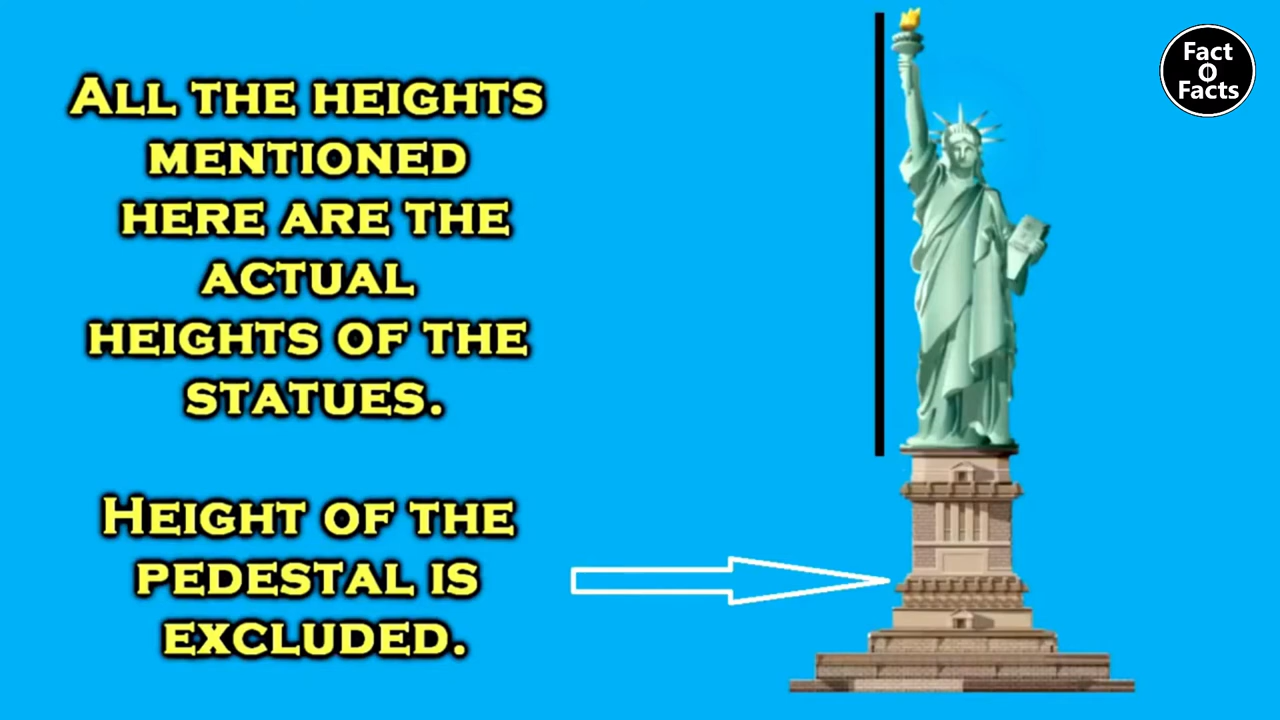 ALL THE HEIGHTS
MENTIONED
HERE ARE THE
ACTUAL
HEIGHTS OF THE
STATUES.
HEIGHT OF THE
PEDESTAL IS
EXCLUDED.
Fact
O
Facts